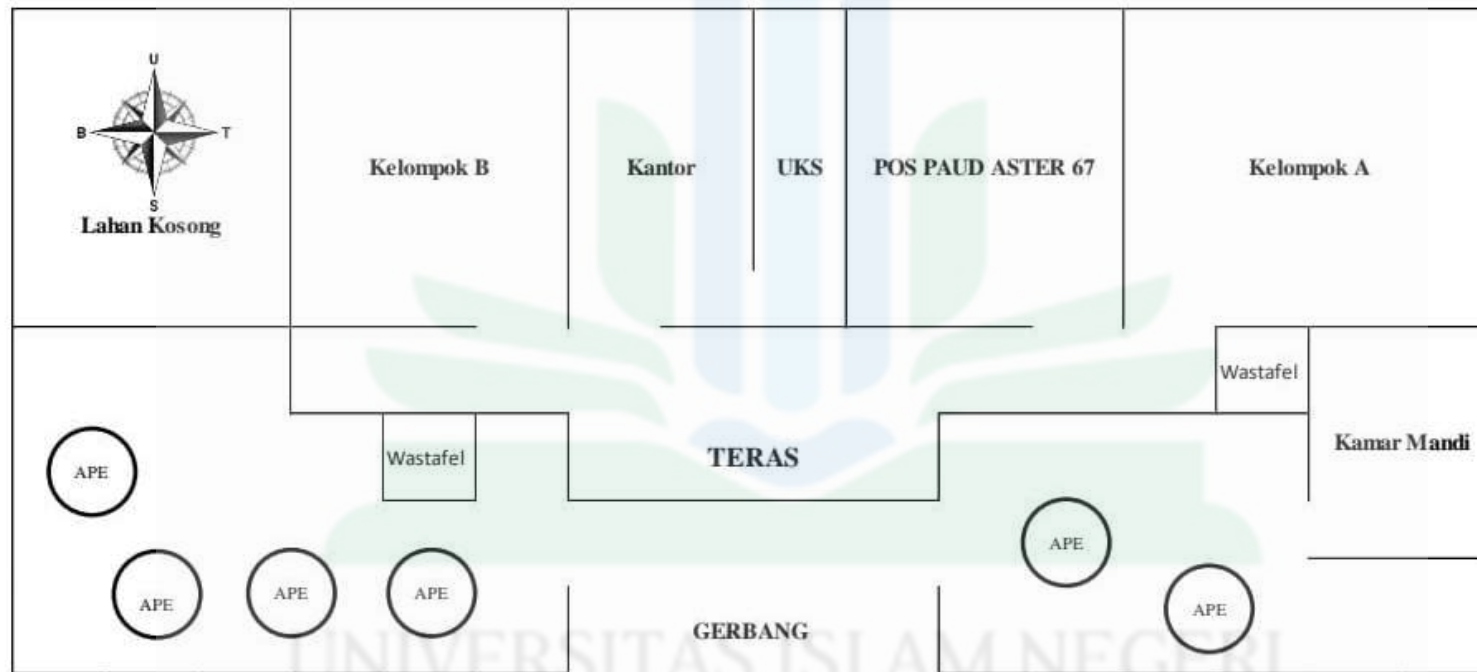 U
B T
S
Lahan Kosong
Kelompok B
Kantor
UKS
POS PAUD ASTER 67
Kelompok A
Wastafel
Kamar Mandi
Wastafel
TERAS
APE
APE
APE
APE
APE
APE
GERBANG
UNIVERSITAS ISLAM NEGERI